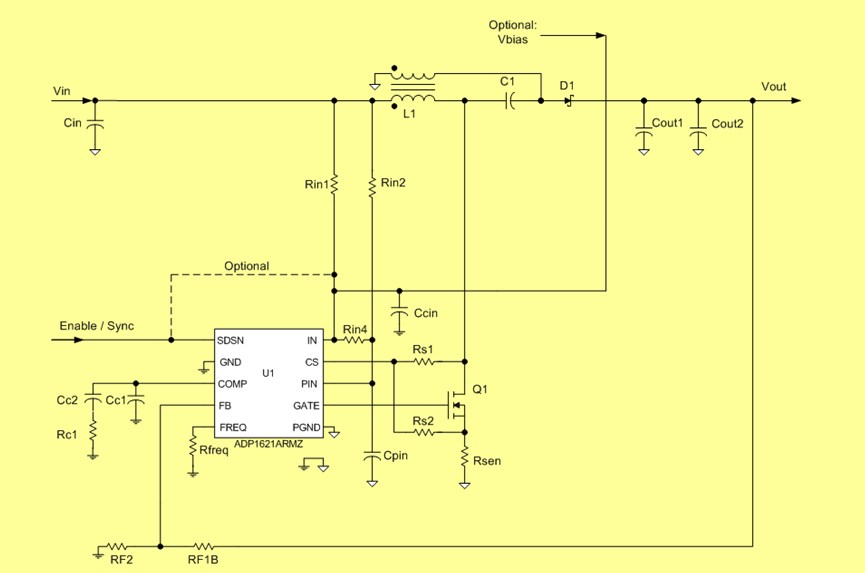 Optional:
Vbias
Vin
C1
D1
Vout
Cin
L1
Cout1
Cout2
Rin1
Rin2
Optional
Ccin
Enable / Sync
Rin4
SDSN
IN
Rs1
GND
CS
U1
COMP
PIN
Q1
Cc2
Cc1
FB
GATE
Rs2
Rc1
FREQ
PGND
ADP1621ARMZ
Rfreq
Cpin
Rsen
RF2
RF1B